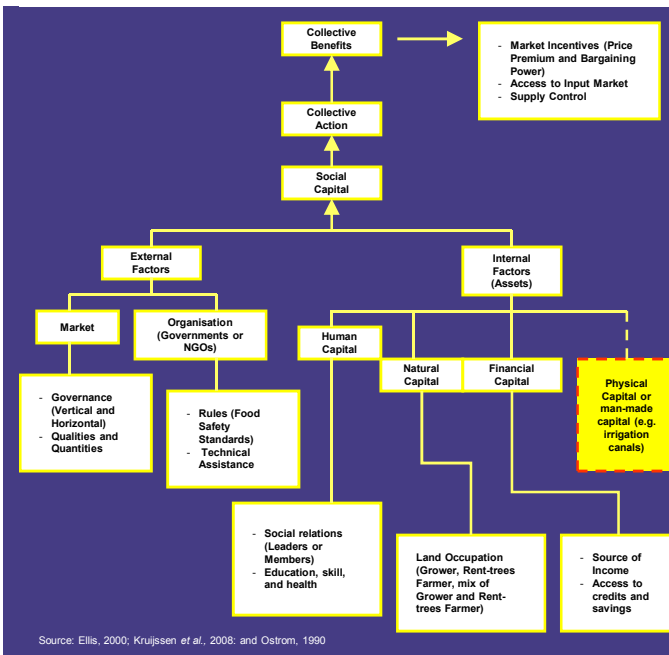 Collective
Benefits
- Market Incentives (Price
Premium and Bargaining
Power)
- Access to Input Market
- Supply Control
Collective
Action
Social
Capital
External
Factors
Internal
Factors
(Assets)
Market
Organisation
(Governments or
NGOs)
Human
Capital
Natural
Capital
Financial
Capital
Physical
Capital or
man-made
capital (e.g.
irrigation
canals)
- Governance
(Vertical and
Horizontal)
- Qualities and
Quantities
- Rules (Food
Safety
Standards)
- Technical
Assistance
- Social relations
(Leaders or
Members)
- Education, skill,
and health
Land Occupation
(Grower, Rent-trees
Farmer, mix of
Grower and Rent-
trees Farmer)
- Source of
Income
- Access to
credits and
savings
Source: Ellis, 2000; Kruijssen et al., 2008: and Ostrom, 1990